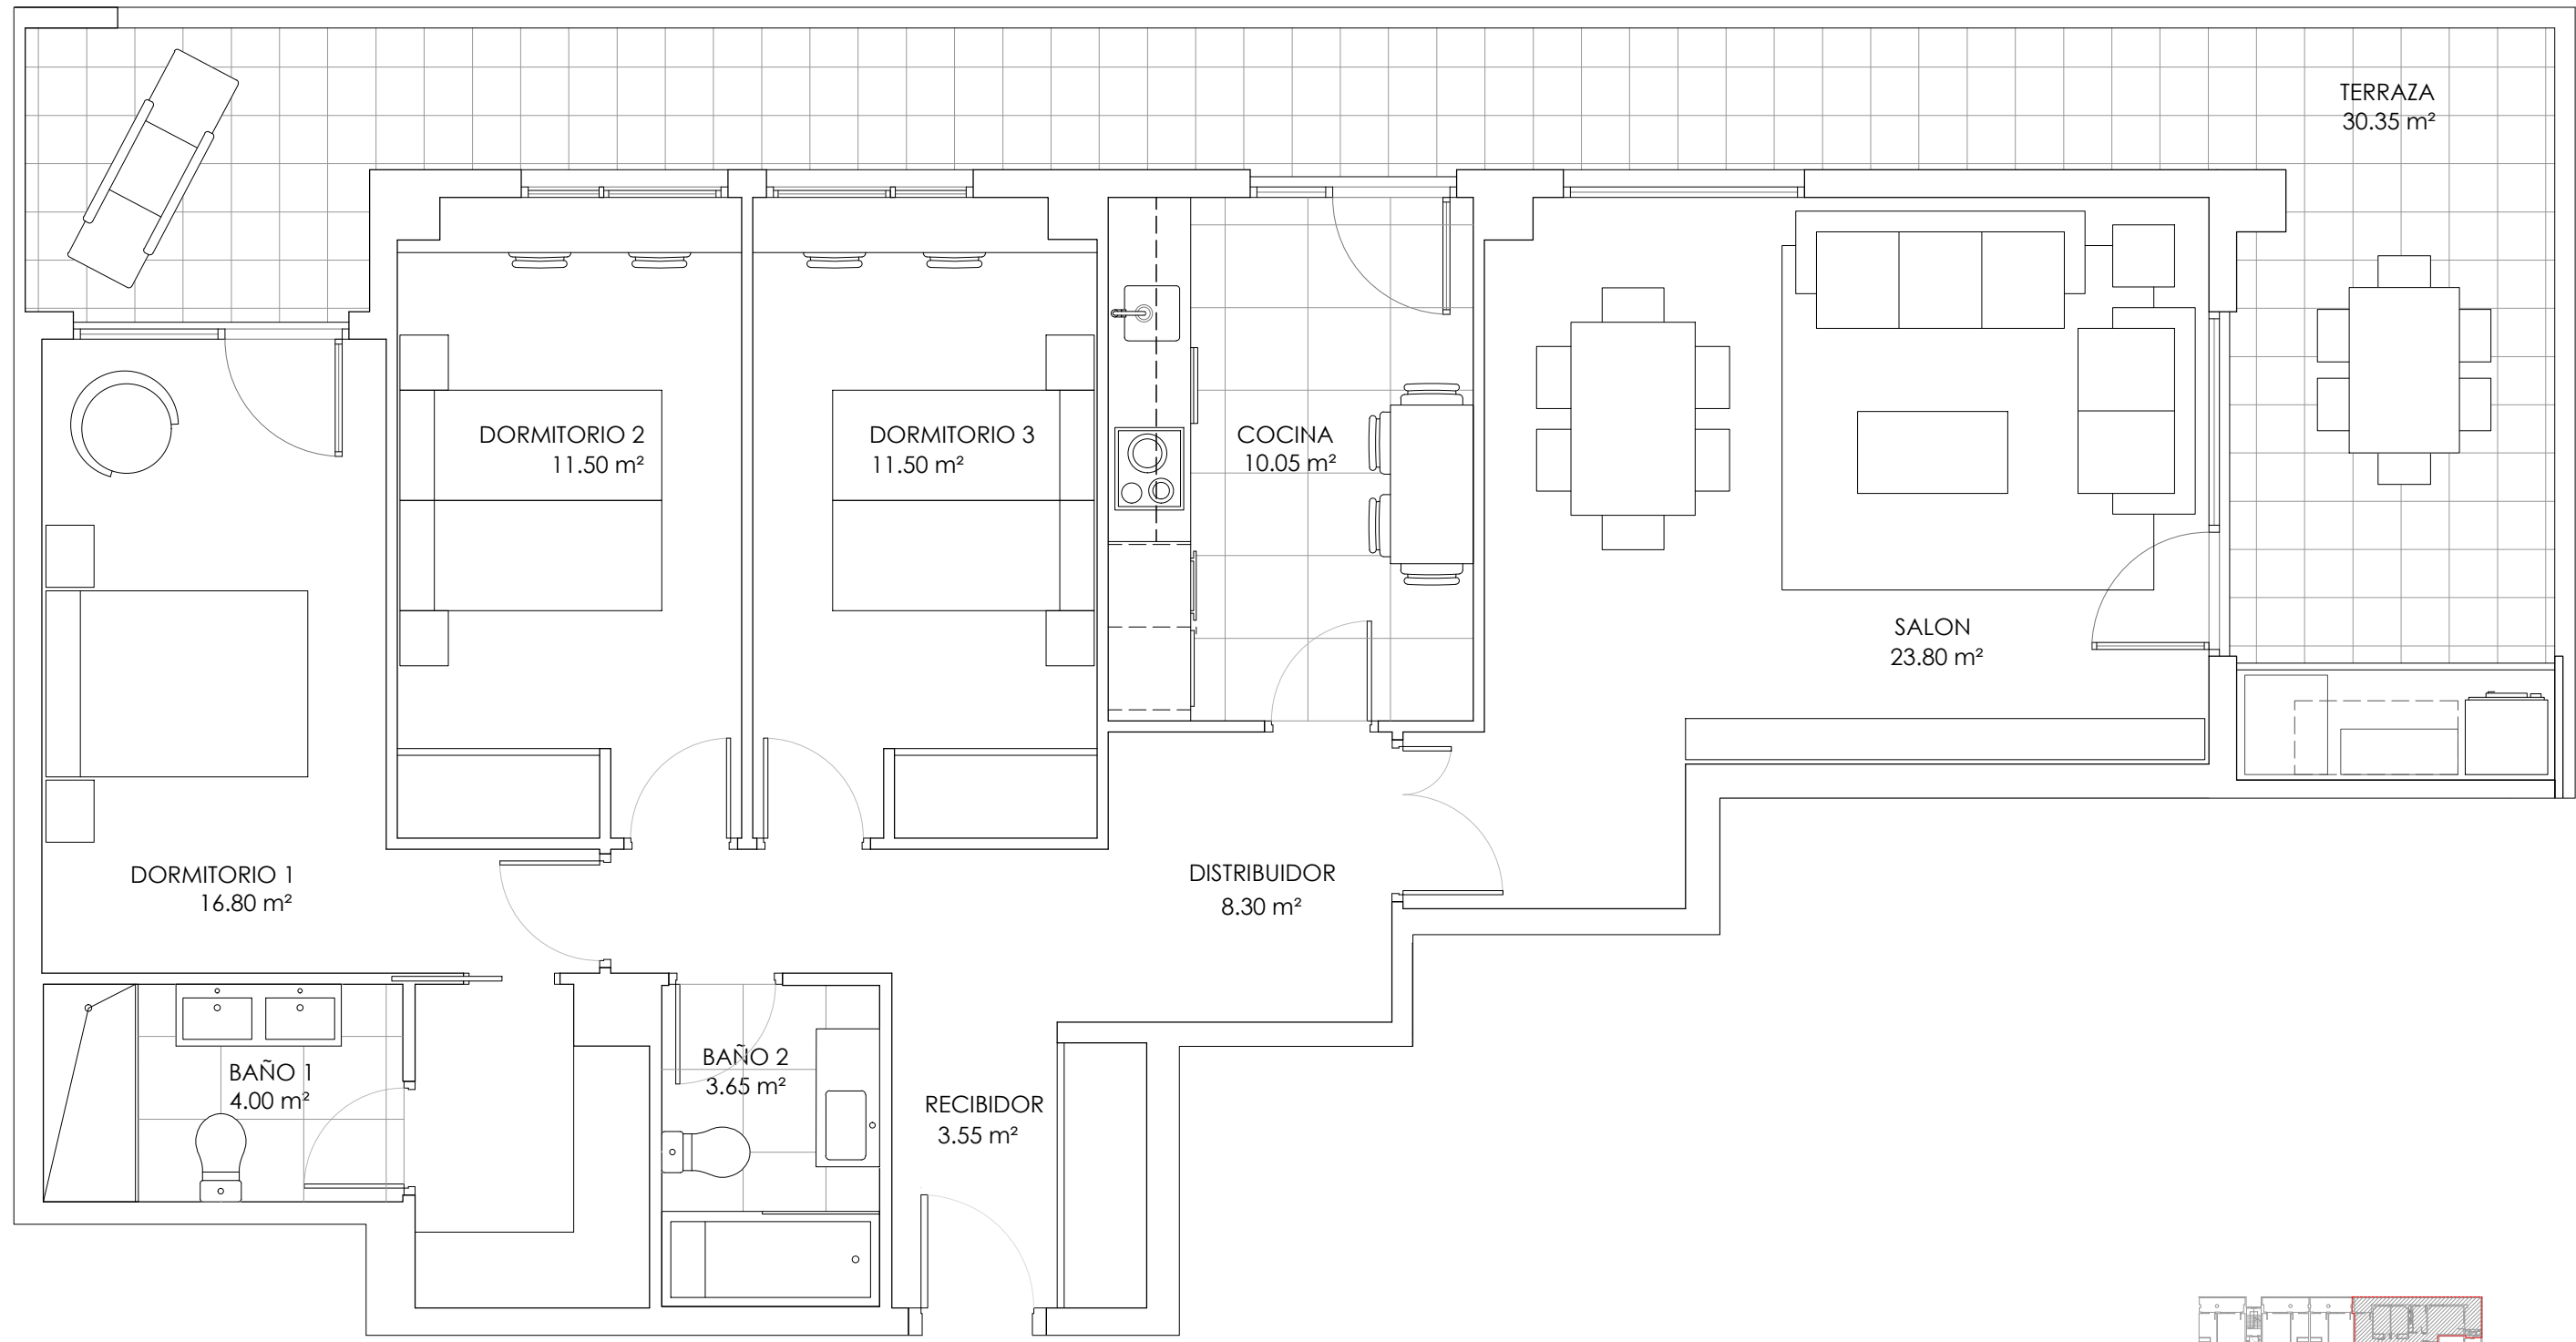 TERRAZA
30.35 m²
DORMITORIO 2
11.50 m²
DORMITORIO 3
11.50 m²
COCINA
10.05 m²
SALON
23.80 m²
DORMITORIO 1
16.80 m²
DISTRIBUIDOR
8.30 m²
BAÑO 1
4.00 m²
BAÑO 2
3.65 m²
RECIBIDOR
3.55 m²